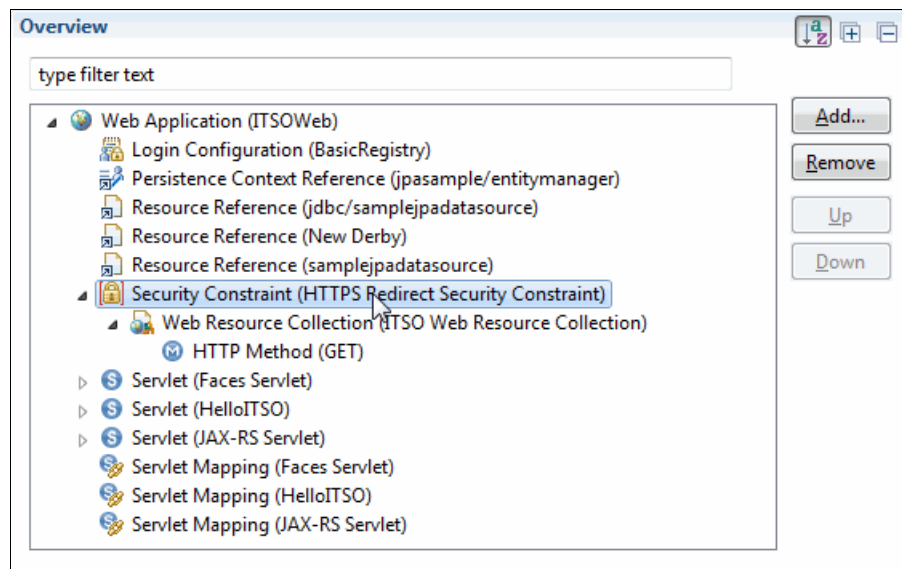 Overview
type filter text
Web Application (ITSOWeb)
Add...
Login Configuration (BasicRegistry)
Remove
Persistence Context Reference (jpasample/entitymanager)
Resource Reference (jdbc/samplejpadatasource)
Up
Resource Reference (New Derby)
Resource Reference (samplejpadatasource)
Down
Security Constraint (HTTPS Redirect Security Constraint)
Web Resource Collection (ITSO Web Resource Collection)
HTTP Method (GET)
Servlet (Faces Servlet)
Servlet (HelloITSO)
Servlet (JAX-RS Servlet)
Servlet Mapping (Faces Servlet)
Servlet Mapping (HelloITSO)
Servlet Mapping (JAX-RS Servlet)